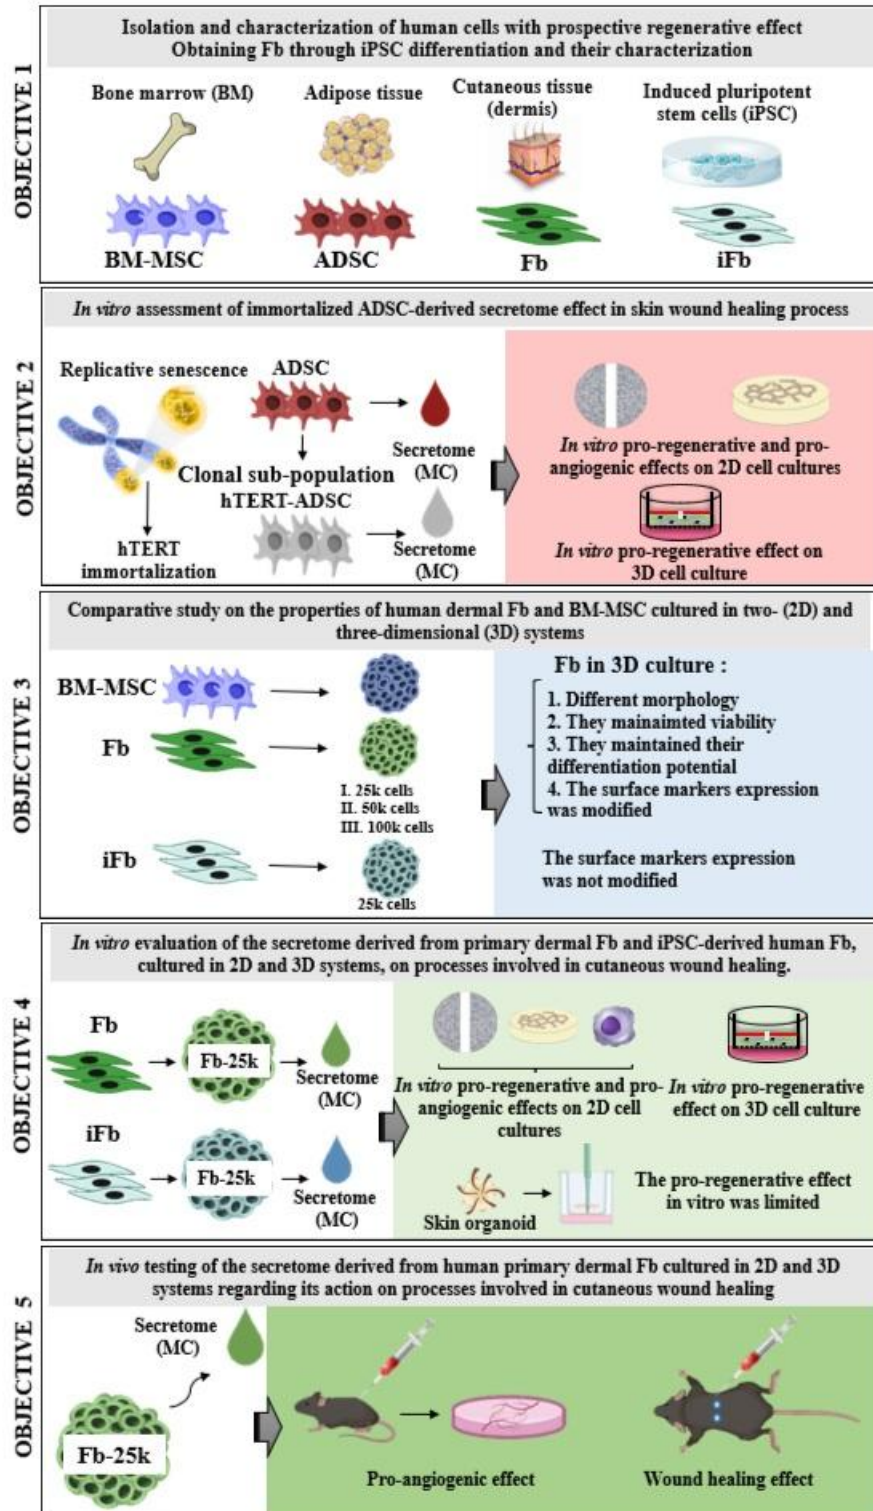 OBJECTIVE 1
Isolation and characterization of human cells with prospective regenerative effect
Obtaining Fb through iPSC differentiation and their characterization
Bone marrow (BM)
Adipose tissue
Cutaneous tissue
(dermis)
Induced pluripotent
stem cells (iPSC)
BM-MSC
ADSC
Fb
iFb
OBJECTIVE 2
In vitro assessment of immortalized ADSC-derived secretome effect in skin wound healing process
Replicative senescence
hTERT
immortalization
ADSC
Secretome
(MC)
Clonal sub-population
hTERT-ADSC
Secretome
(MC)
In vitro pro-regenerative and pro-
angiogenic effects on 2D cell cultures
In vitro pro-regenerative effect on
3D cell culture
OBJECTIVE 3
Comparative study on the properties of human dermal Fb and BM-MSC cultured in two- (2D) and
three-dimensional (3D) systems
BM-MSC
Fb
I. 25k cells
II. 50k cells
III. 100k cells
iFb
25k cells
Fb in 3D culture :
1. Different morphology
2. They mainaimted viability
3. They maintained their
differentiation potential
4. The surface markers expression
was modified
The surface markers expression
was not modified
OBJECTIVE 4
In vitro evaluation of the secretome derived from primary dermal Fb and iPSC-derived human Fb,
cultured in 2D and 3D systems, on processes involved in cutaneous wound healing.
Fb
Fb-25k
Secretome
(MC)
iFb
Fb-25k
Secretome
(MC)
In vitro pro-regenerative and pro-
angiogenic effects on 2D cell
cultures
In vitro pro-regenerative
effect on 3D cell culture
Skin organoid
The pro-regenerative effect
in vitro was limited
OBJECTIVE 5
In vivo testing of the secretome derived from human primary dermal Fb cultured in 2D and 3D
systems regarding its action on processes involved in cutaneous wound healing
Secretome
(MC)
Fb-25k
Pro-angiogenic effect
Wound healing effect